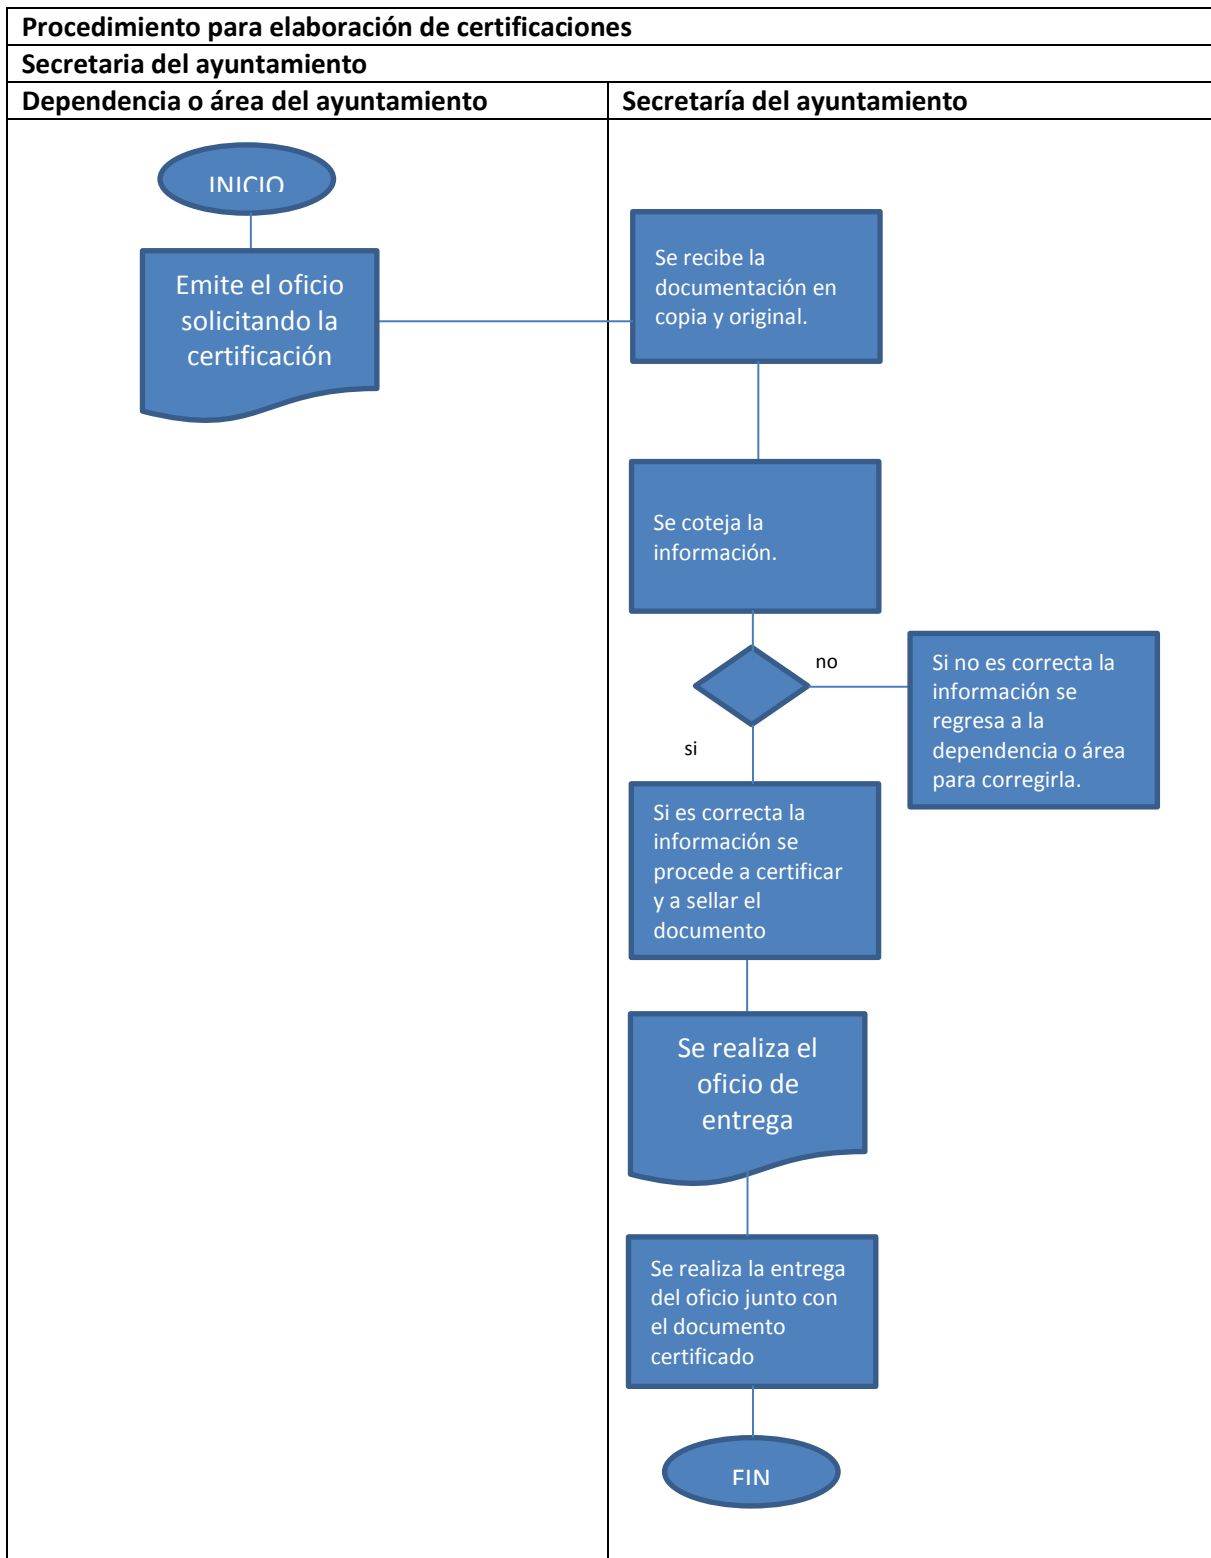 Procedimiento para elaboración de certificaciones
Secretaria del ayuntamiento
Dependencia o área del ayuntamiento
Secretaría del ayuntamiento
INICIO
Emite el oficio
solicitando la
certificación
Se recibe la
documentación en
copia y original.
Se coteja la
información.
no
Si no es correcta la
información se
regresa a la
dependencia o área
para corregirla.
si
Si es correcta la
información se
procede a certificar
y a sellar el
documento
Se realiza el
oficio de
entrega
Se realiza la entrega
del oficio junto con
el documento
certificado
FIN